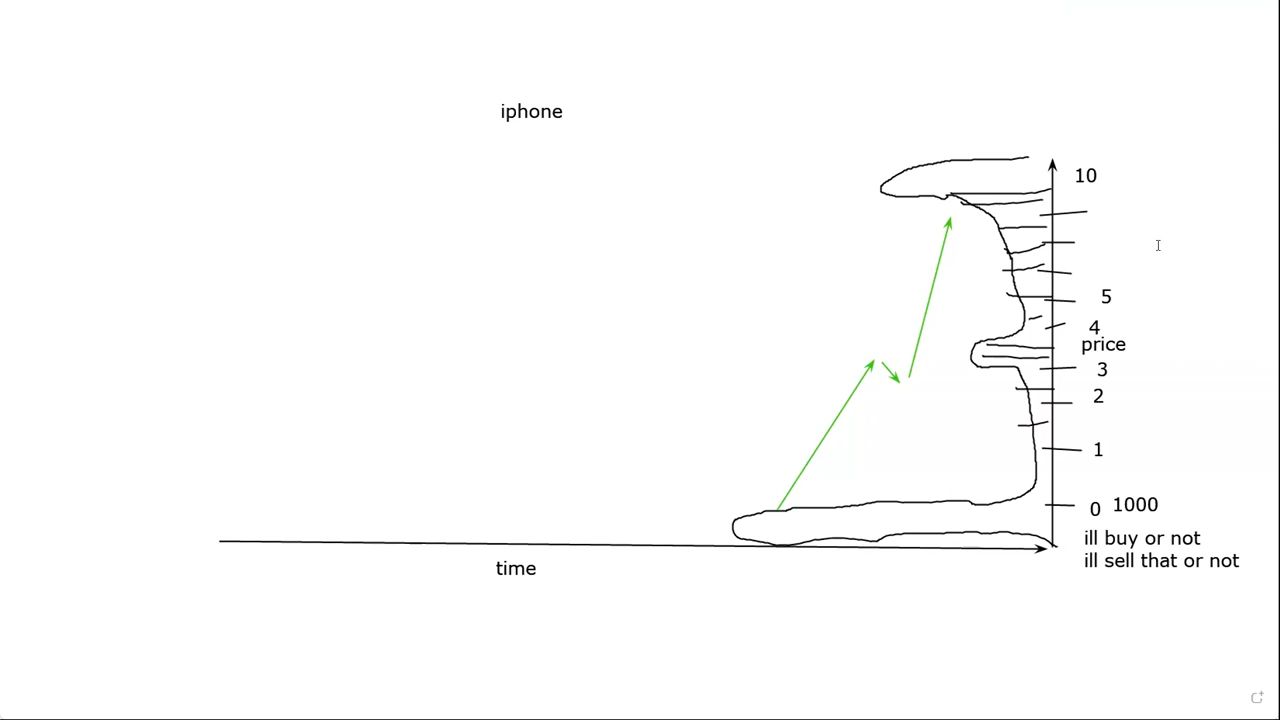 iphone
10
5
4
price
3
2
1
0 1000
ill buy or not
ill sell that or not
time